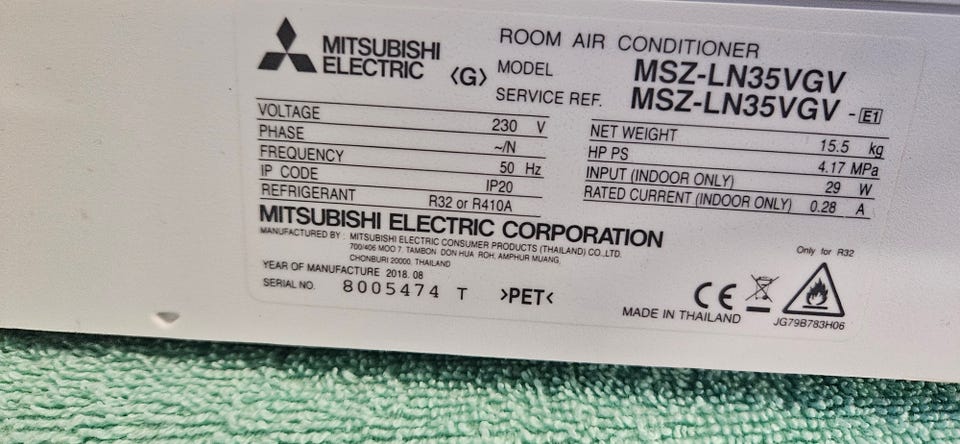 MITSUBISHI ELECTRIC
<G>
ROOM AIR CONDITIONER
MODEL MSZ-LN35VGV
SERVICE REF. MSZ-LN35VGV - E1
VOLTAGE 230 V
PHASE ~/N
FREQUENCY 50 Hz
IP CODE IP20
REFRIGERANT R32 or R410A
NET WEIGHT 15.5 kg
HP PS 4.17 MPa
INPUT (INDOOR ONLY) 29 W
RATED CURRENT (INDOOR ONLY) 0.28 A
MITSUBISHI ELECTRIC CORPORATION
MANUFACTURED BY : MITSUBISHI ELECTRIC CONSUMER PRODUCTS (THAILAND) CO.,LTD.
700/406 MOO 7, TAMBON DON HUA ROH, AMPHUR MUANG,
CHONBURI 20000, THAILAND
YEAR OF MANUFACTURE 2018. 08
SERIAL NO. 8005474 T >PET<
Only for R32
CE
MADE IN THAILAND
JG79B783H06